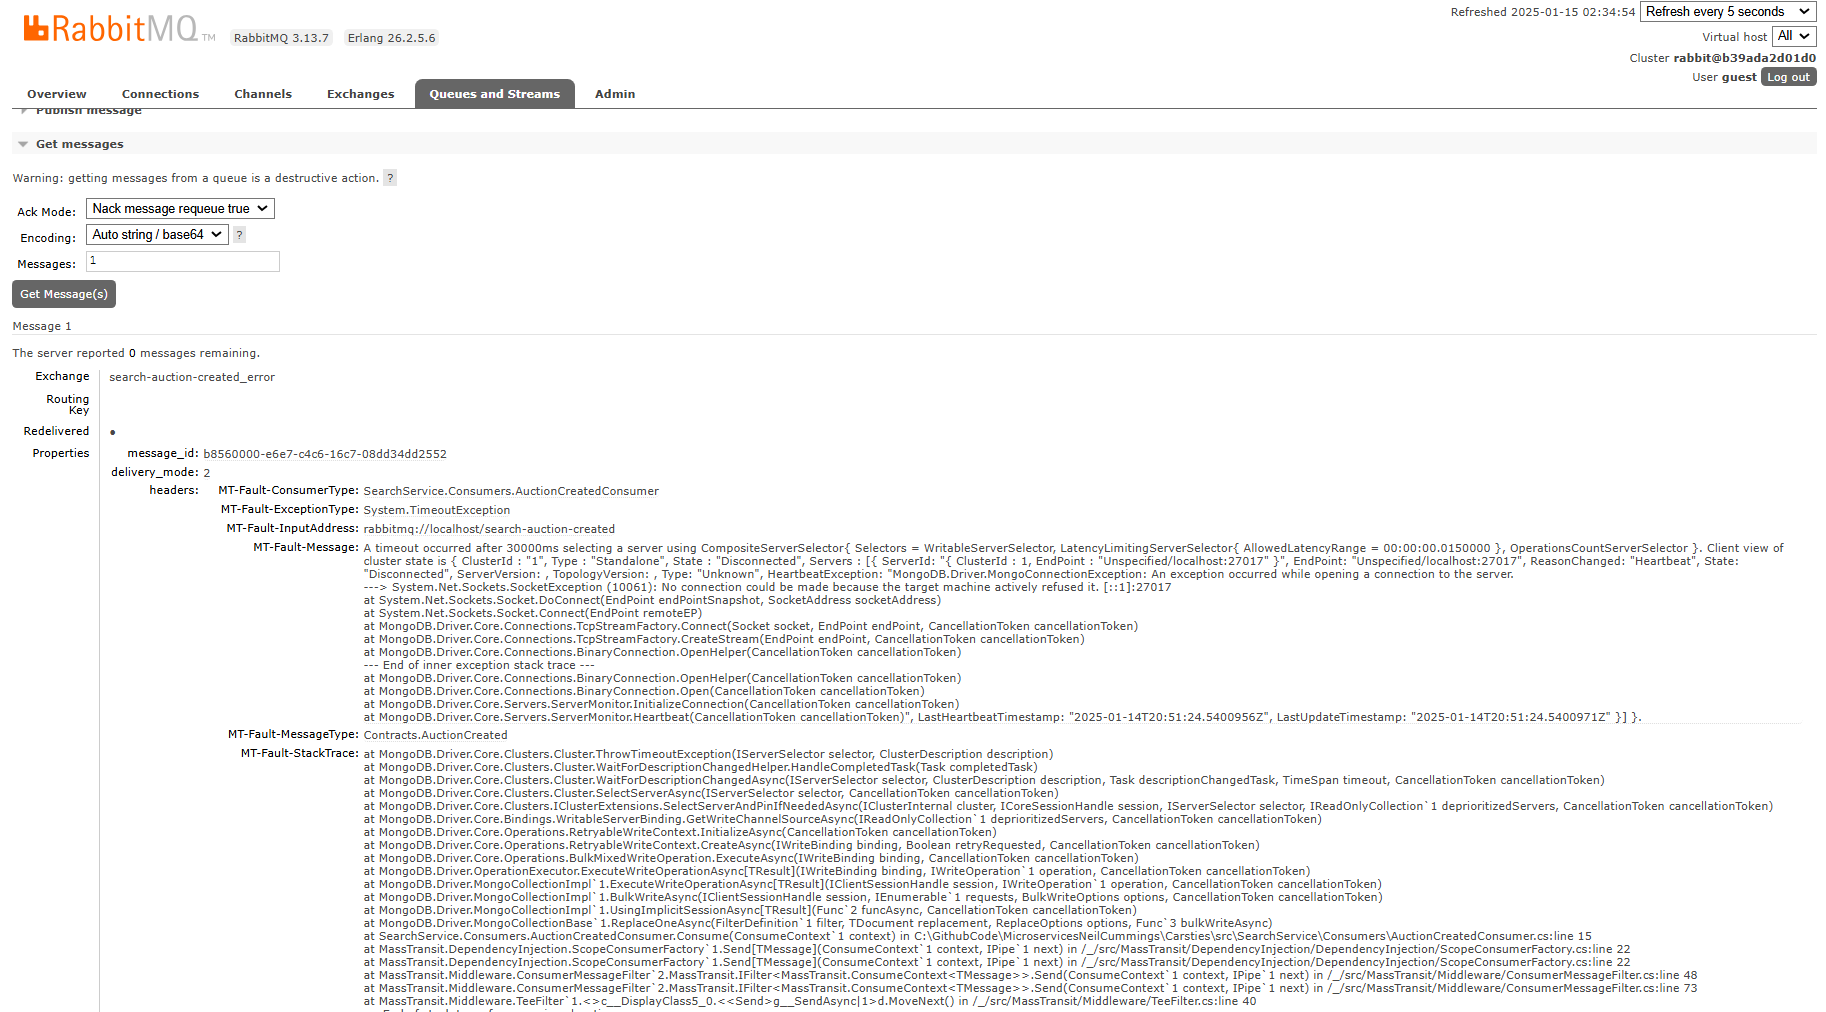 RabbitMQ TM
RabbitMQ 3.13.7
Erlang 26.2.5.6
Refreshed 2025-01-15 02:34:54
Refresh every 5 seconds
Virtual host All
Cluster rabbit@b39ada2d01d0
User guest Log out
Overview
Connections
Channels
Exchanges
Queues and Streams
Admin
Publish message
Get messages
Warning: getting messages from a queue is a destructive action. ?
Ack Mode: Nack message requeue true
Encoding: Auto string / base64 ?
Messages: 1
Get Message(s)
Message 1
The server reported 0 messages remaining.
Exchange search-auction-created_error
Routing
Key
Redelivered ●
Properties message_id: b8560000-e6e7-c4c6-16c7-08dd34dd2552
delivery_mode: 2
headers: MT-Fault-ConsumerType: SearchService.Consumers.AuctionCreatedConsumer
MT-Fault-ExceptionType: System.TimeoutException
MT-Fault-InputAddress: rabbitmq://localhost/search-auction-created
MT-Fault-Message: A timeout occurred after 30000ms selecting a server using CompositeServerSelector{ Selectors = WritableServerSelector, LatencyLimitingServerSelector{ AllowedLatencyRange = 00:00:00.0150000 }, OperationsCountServerSelector }. Client view of
cluster state is { ClusterId : "1", Type : "Standalone", State : "Disconnected", Servers : [{ ServerId: "{ ClusterId : 1, EndPoint : "Unspecified/localhost:27017" }", EndPoint: "Unspecified/localhost:27017", ReasonChanged: "Heartbeat", State:
"Disconnected", ServerVersion: , TopologyVersion: , Type: "Unknown", HeartbeatException: "MongoDB.Driver.MongoConnectionException: An exception occurred while opening a connection to the server.
---> System.Net.Sockets.SocketException (10061): No connection could be made because the target machine actively refused it. [::1]:27017
at System.Net.Sockets.Socket.DoConnect(EndPoint endPointSnapshot, SocketAddress socketAddress)
at System.Net.Sockets.Socket.Connect(EndPoint remoteEP)
at MongoDB.Driver.Core.Connections.TcpStreamFactory.Connect(Socket socket, EndPoint endPoint, CancellationToken cancellationToken)
at MongoDB.Driver.Core.Connections.TcpStreamFactory.CreateStream(EndPoint endPoint, CancellationToken cancellationToken)
at MongoDB.Driver.Core.Connections.BinaryConnection.OpenHelper(CancellationToken cancellationToken)
--- End of inner exception stack trace ---
at MongoDB.Driver.Core.Connections.BinaryConnection.OpenHelper(CancellationToken cancellationToken)
at MongoDB.Driver.Core.Connections.BinaryConnection.Open(CancellationToken cancellationToken)
at MongoDB.Driver.Core.Servers.ServerMonitor.InitializeConnection(CancellationToken cancellationToken)
at MongoDB.Driver.Core.Servers.ServerMonitor.Heartbeat(CancellationToken cancellationToken)", LastHeartbeatTimestamp: "2025-01-14T20:51:24.5400956Z", LastUpdateTimestamp: "2025-01-14T20:51:24.5400971Z" }] }.
MT-Fault-MessageType: Contracts.AuctionCreated
MT-Fault-StackTrace: at MongoDB.Driver.Core.Clusters.Cluster.ThrowTimeoutException(IServerSelector selector, ClusterDescription description)
at MongoDB.Driver.Core.Clusters.Cluster.WaitForDescriptionChangedHelper.HandleCompletedTask(Task completedTask)
at MongoDB.Driver.Core.Clusters.Cluster.WaitForDescriptionChangedAsync(IServerSelector selector, ClusterDescription description, Task descriptionChangedTask, TimeSpan timeout, CancellationToken cancellationToken)
at MongoDB.Driver.Core.Clusters.Cluster.SelectServerAsync(IServerSelector selector, CancellationToken cancellationToken)
at MongoDB.Driver.Core.Clusters.IClusterExtensions.SelectServerAndPinIfNeededAsync(IClusterInternal cluster, ICoreSessionHandle session, IServerSelector selector, IReadOnlyCollection`1 deprioritizedServers, CancellationToken cancellationToken)
at MongoDB.Driver.Core.Bindings.WritableServerBinding.GetWriteChannelSourceAsync(IReadOnlyCollection`1 deprioritizedServers, CancellationToken cancellationToken)
at MongoDB.Driver.Core.Operations.RetryableWriteContext.InitializeAsync(CancellationToken cancellationToken)
at MongoDB.Driver.Core.Operations.RetryableWriteContext.CreateAsync(IWriteBinding binding, Boolean retryRequested, CancellationToken cancellationToken)
at MongoDB.Driver.Core.Operations.BulkMixedWriteOperation.ExecuteAsync(IWriteBinding binding, CancellationToken cancellationToken)
at MongoDB.Driver.OperationExecutor.ExecuteWriteOperationAsync[TResult](IWriteBinding binding, IWriteOperation`1 operation, CancellationToken cancellationToken)
at MongoDB.Driver.MongoCollectionImpl`1.ExecuteWriteOperationAsync[TResult](IClientSessionHandle session, IWriteOperation`1 operation, CancellationToken cancellationToken)
at MongoDB.Driver.MongoCollectionImpl`1.BulkWriteAsync(IClientSessionHandle session, IEnumerable`1 requests, BulkWriteOptions options, CancellationToken cancellationToken)
at MongoDB.Driver.MongoCollectionImpl`1.UsingImplicitSessionAsync[TResult](Func`2 funcAsync, CancellationToken cancellationToken)
at MongoDB.Driver.MongoCollectionBase`1.ReplaceOneAsync(FilterDefinition`1 filter, TDocument replacement, ReplaceOptions options, Func`3 bulkWriteAsync)
at SearchService.Consumers.AuctionCreatedConsumer.Consume(ConsumeContext`1 context) in C:\GithubCode\MicroservicesNeilCummings\Carsties\src\SearchService\Consumers\AuctionCreatedConsumer.cs:line 15
at MassTransit.DependencyInjection.ScopeConsumerFactory`1.Send[TMessage](ConsumeContext`1 context, IPipe`1 next) in /_/src/MassTransit/DependencyInjection/DependencyInjection/ScopeConsumerFactory.cs:line 22
at MassTransit.DependencyInjection.ScopeConsumerFactory`1.Send[TMessage](ConsumeContext`1 context, IPipe`1 next) in /_/src/MassTransit/DependencyInjection/DependencyInjection/ScopeConsumerFactory.cs:line 22
at MassTransit.Middleware.ConsumerMessageFilter`2.MassTransit.IFilter<MassTransit.ConsumeContext<TMessage>>.Send(ConsumeContext`1 context, IPipe`1 next) in /_/src/MassTransit/Middleware/ConsumerMessageFilter.cs:line 48
at MassTransit.Middleware.ConsumerMessageFilter`2.MassTransit.IFilter<MassTransit.ConsumeContext<TMessage>>.Send(ConsumeContext`1 context, IPipe`1 next) in /_/src/MassTransit/Middleware/ConsumerMessageFilter.cs:line 73
at MassTransit.Middleware.TeeFilter`1.<>c__DisplayClass5_0.<<Send>g__SendAsync|1>d.MoveNext() in /_/src/MassTransit/Middleware/TeeFilter.cs:line 40